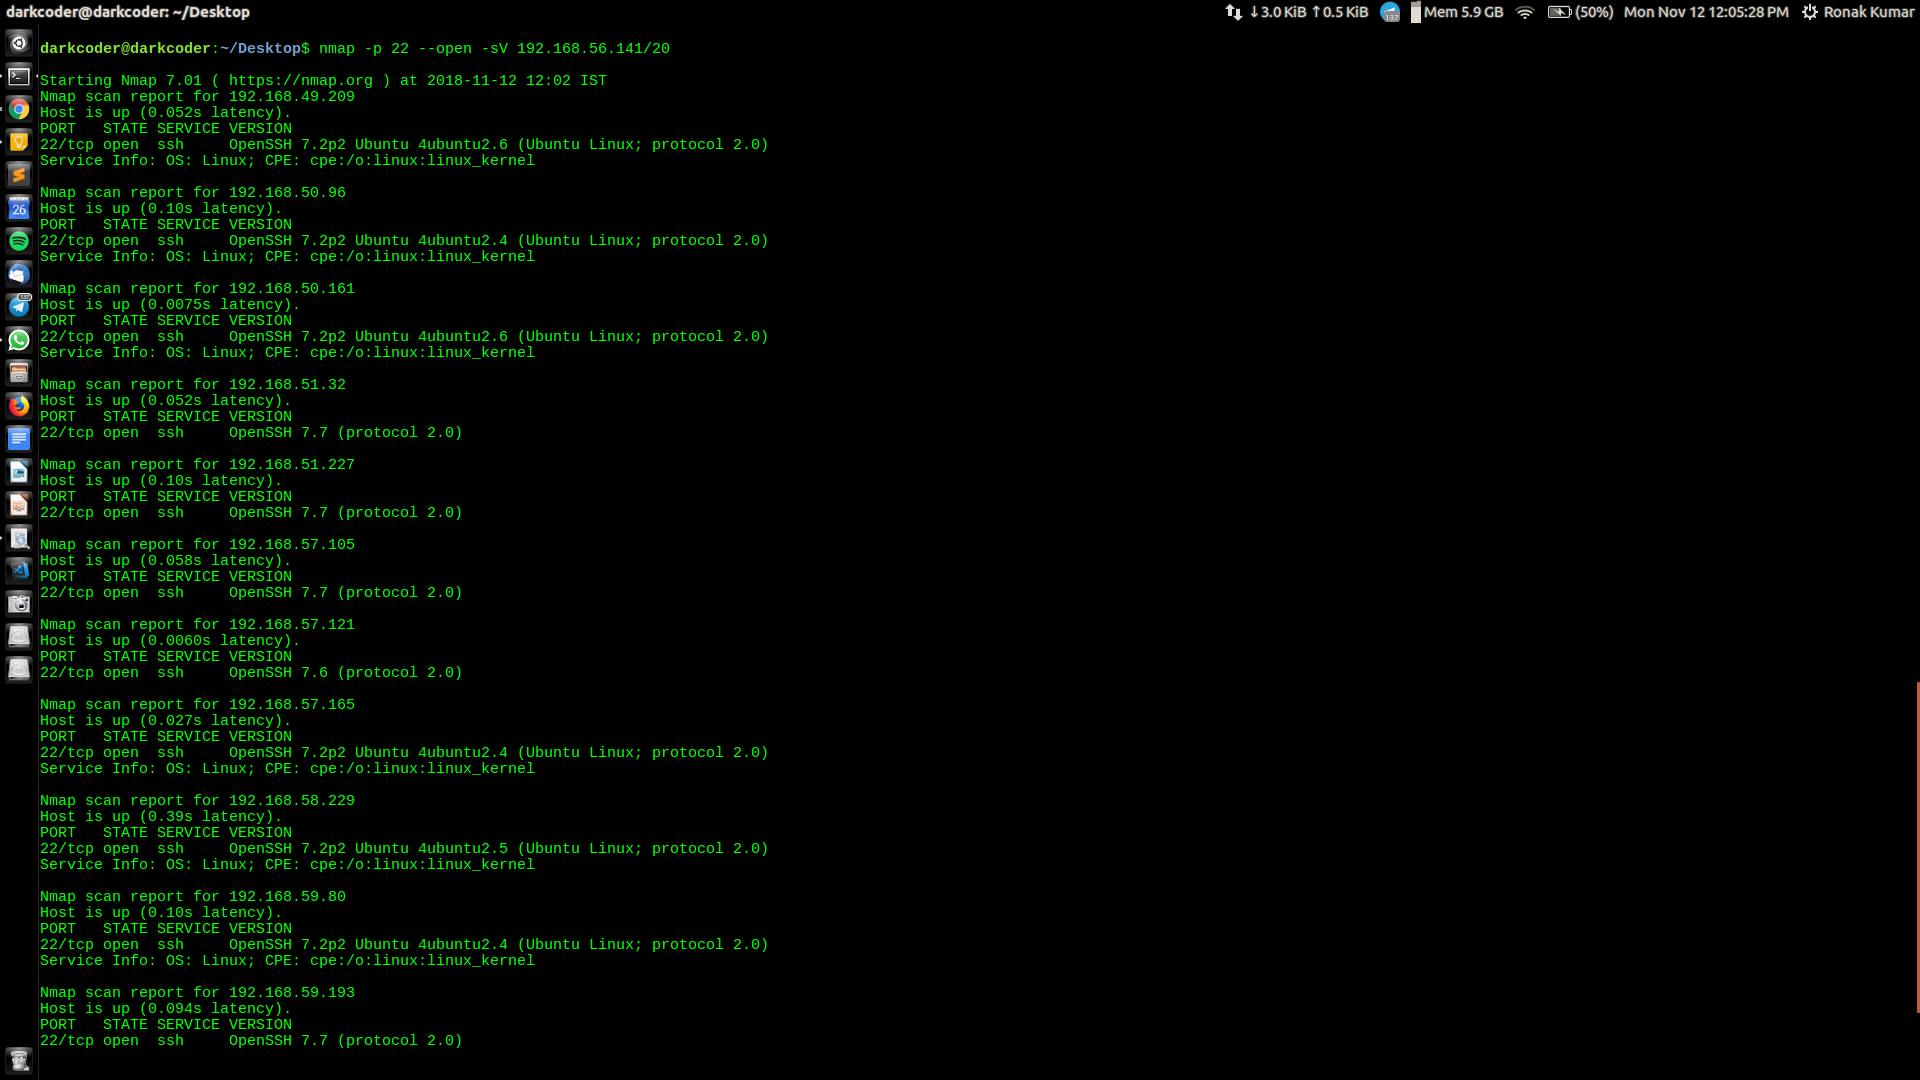 darkcoder@darkcoder: ~/Desktop
↓3.0 KiB ↑0.5 KiB 137 Mem 5.9 GB (50%) Mon Nov 12 12:05:28 PM Ronak Kumar
darkcoder@darkcoder:~/Desktop$ nmap -p 22 --open -sV 192.168.56.141/20
Starting Nmap 7.01 ( https://nmap.org ) at 2018-11-12 12:02 IST
Nmap scan report for 192.168.49.209
Host is up (0.052s latency).
PORT   STATE SERVICE VERSION
22/tcp open  ssh     OpenSSH 7.2p2 Ubuntu 4ubuntu2.6 (Ubuntu Linux; protocol 2.0)
Service Info: OS: Linux; CPE: cpe:/o:linux:linux_kernel
Nmap scan report for 192.168.50.96
Host is up (0.10s latency).
PORT   STATE SERVICE VERSION
22/tcp open  ssh     OpenSSH 7.2p2 Ubuntu 4ubuntu2.4 (Ubuntu Linux; protocol 2.0)
Service Info: OS: Linux; CPE: cpe:/o:linux:linux_kernel
Nmap scan report for 192.168.50.161
Host is up (0.0075s latency).
PORT   STATE SERVICE VERSION
22/tcp open  ssh     OpenSSH 7.2p2 Ubuntu 4ubuntu2.6 (Ubuntu Linux; protocol 2.0)
Service Info: OS: Linux; CPE: cpe:/o:linux:linux_kernel
Nmap scan report for 192.168.51.32
Host is up (0.052s latency).
PORT   STATE SERVICE VERSION
22/tcp open  ssh     OpenSSH 7.7 (protocol 2.0)
Nmap scan report for 192.168.51.227
Host is up (0.10s latency).
PORT   STATE SERVICE VERSION
22/tcp open  ssh     OpenSSH 7.7 (protocol 2.0)
Nmap scan report for 192.168.57.105
Host is up (0.058s latency).
PORT   STATE SERVICE VERSION
22/tcp open  ssh     OpenSSH 7.7 (protocol 2.0)
Nmap scan report for 192.168.57.121
Host is up (0.0060s latency).
PORT   STATE SERVICE VERSION
22/tcp open  ssh     OpenSSH 7.6 (protocol 2.0)
Nmap scan report for 192.168.57.165
Host is up (0.027s latency).
PORT   STATE SERVICE VERSION
22/tcp open  ssh     OpenSSH 7.2p2 Ubuntu 4ubuntu2.4 (Ubuntu Linux; protocol 2.0)
Service Info: OS: Linux; CPE: cpe:/o:linux:linux_kernel
Nmap scan report for 192.168.58.229
Host is up (0.39s latency).
PORT   STATE SERVICE VERSION
22/tcp open  ssh     OpenSSH 7.2p2 Ubuntu 4ubuntu2.5 (Ubuntu Linux; protocol 2.0)
Service Info: OS: Linux; CPE: cpe:/o:linux:linux_kernel
Nmap scan report for 192.168.59.80
Host is up (0.10s latency).
PORT   STATE SERVICE VERSION
22/tcp open  ssh     OpenSSH 7.2p2 Ubuntu 4ubuntu2.4 (Ubuntu Linux; protocol 2.0)
Service Info: OS: Linux; CPE: cpe:/o:linux:linux_kernel
Nmap scan report for 192.168.59.193
Host is up (0.094s latency).
PORT   STATE SERVICE VERSION
22/tcp open  ssh     OpenSSH 7.7 (protocol 2.0)
26
137